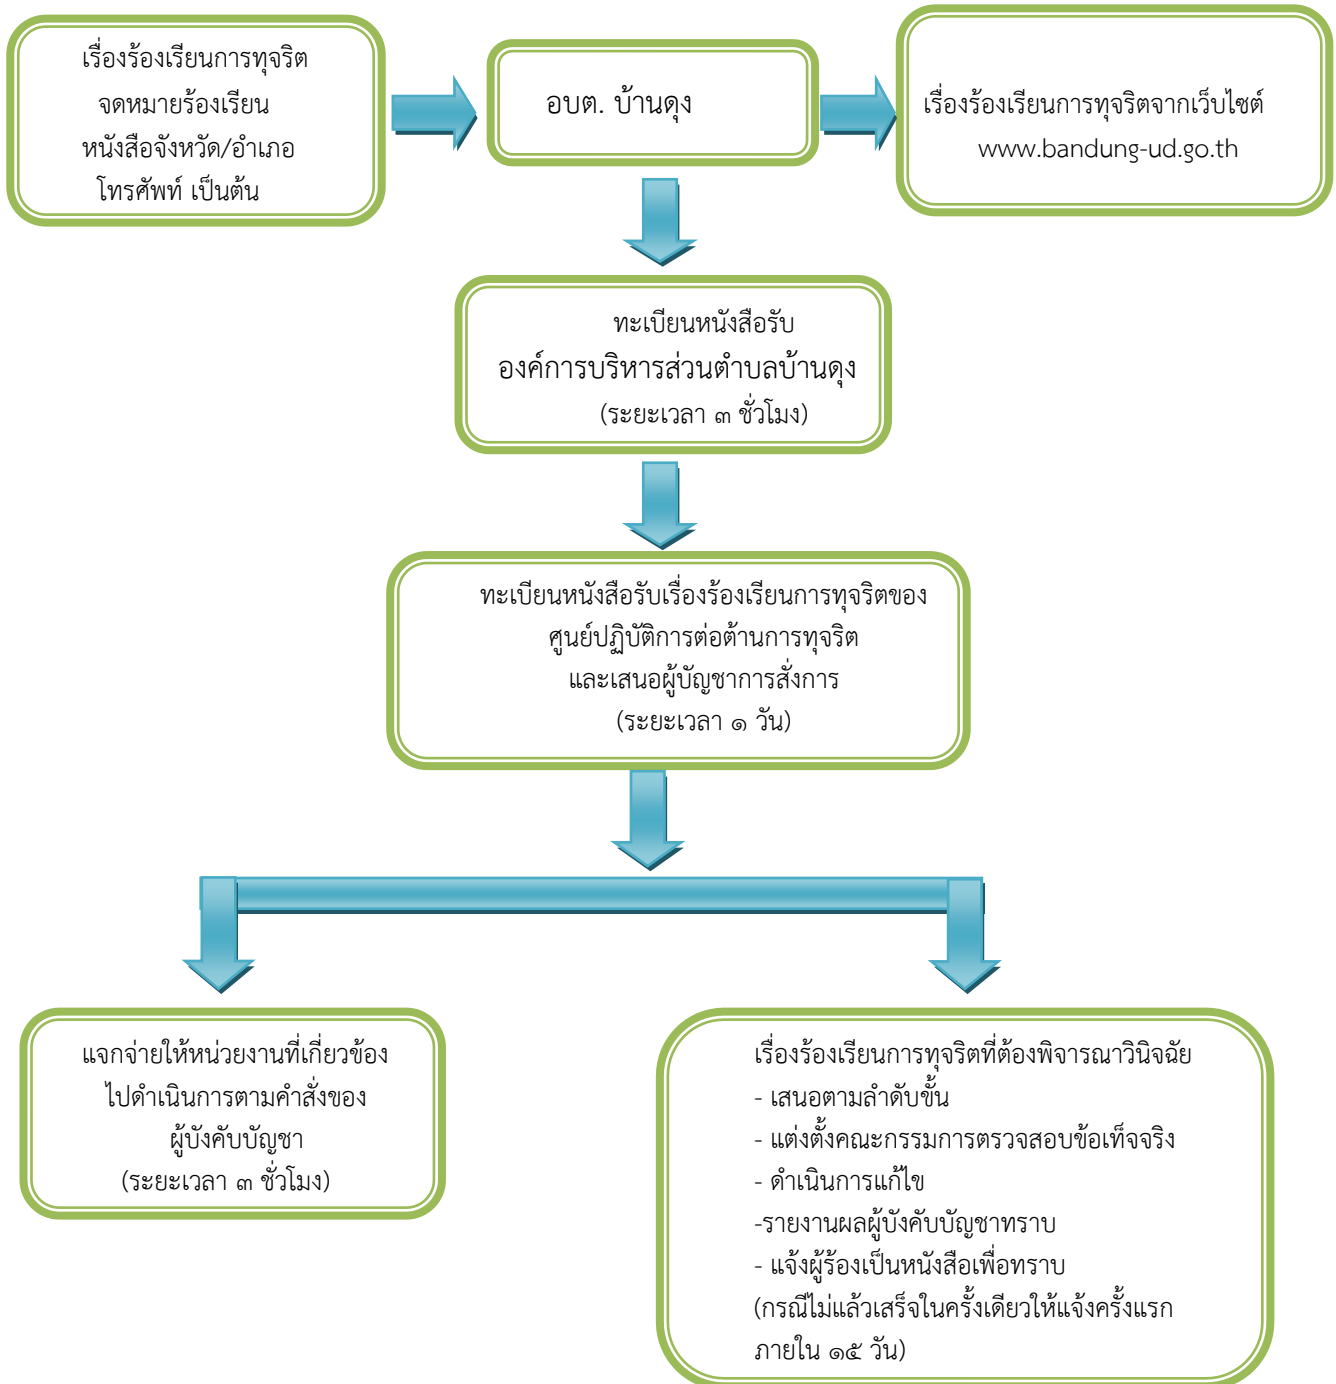 เรื่องร้องเรียนการทุจริต
จดหมายร้องเรียน
หนังสือจังหวัด/อำเภอ
โทรศัพท์ เป็นต้น
อบต. บ้านดุง
เรื่องร้องเรียนการทุจริตจากเว็บไซต์
www.bandung-ud.go.th
ทะเบียนหนังสือรับ
องค์การบริหารส่วนตำบลบ้านดุง
(ระยะเวลา ๓ ชั่วโมง)
ทะเบียนหนังสือรับเรื่องร้องเรียนการทุจริตของ
ศูนย์ปฏิบัติการต่อต้านการทุจริต
และเสนอผู้บัญชาการสั่งการ
(ระยะเวลา ๑ วัน)
แจกจ่ายให้หน่วยงานที่เกี่ยวข้อง
ไปดำเนินการตามคำสั่งของ
ผู้บังคับบัญชา
(ระยะเวลา ๓ ชั่วโมง)
เรื่องร้องเรียนการทุจริตที่ต้องพิจารณาวินิจฉัย
- เสนอตามลำดับขั้น
- แต่งตั้งคณะกรรมการตรวจสอบข้อเท็จจริง
- ดำเนินการแก้ไข
-รายงานผลผู้บังคับบัญชาทราบ
- แจ้งผู้ร้องเป็นหนังสือเพื่อทราบ
(กรณีไม่แล้วเสร็จในครั้งเดียวให้แจ้งครั้งแรก
ภายใน ๑๕ วัน)